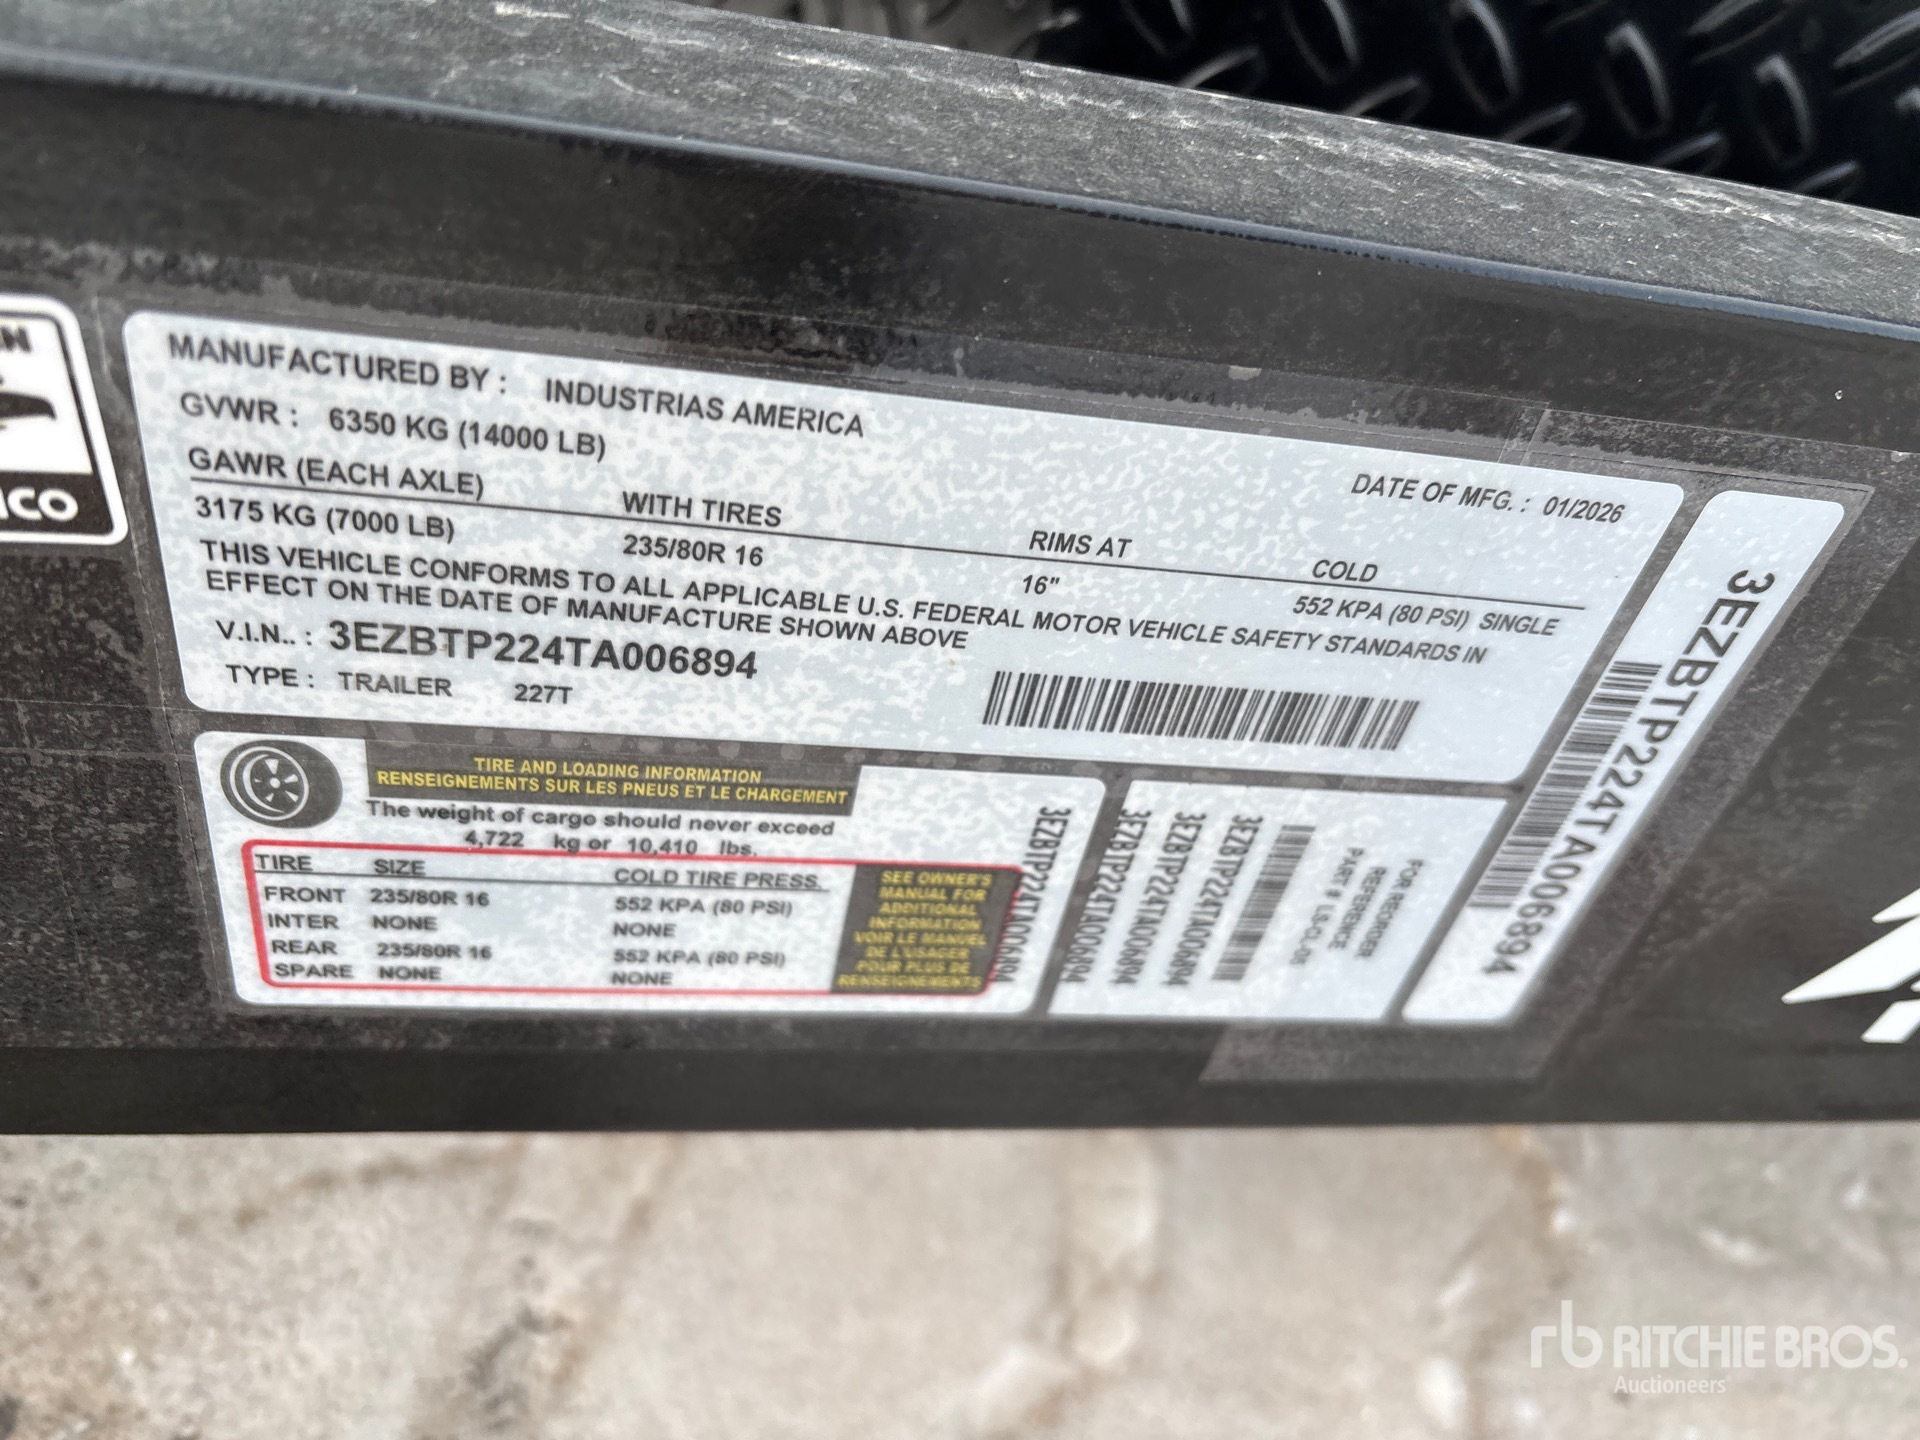 EN
ICO
MANUFACTURED BY : INDUSTRIAS AMERICA
GVWR : 6350 KG (14000 LB)
DATE OF MFG. : 01/2026
GAWR (EACH AXLE) WITH TIRES RIMS AT COLD
3175 KG (7000 LB) 235/80R 16 16" 552 KPA (80 PSI) SINGLE
THIS VEHICLE CONFORMS TO ALL APPLICABLE U.S. FEDERAL MOTOR VEHICLE SAFETY STANDARDS IN
EFFECT ON THE DATE OF MANUFACTURE SHOWN ABOVE
V.I.N.. : 3EZBTP224TA006894
TYPE : TRAILER 227T
3EZBTP224TA006894
TIRE AND LOADING INFORMATION
RENSEIGNEMENTS SUR LES PNEUS ET LE CHARGEMENT
The weight of cargo should never exceed
4,722 kg or 10,410 lbs.
TIRE SIZE COLD TIRE PRESS.
FRONT 235/80R 16 552 KPA (80 PSI)
INTER NONE NONE
REAR 235/80R 16 552 KPA (80 PSI)
SPARE NONE NONE
SEE OWNER'S
MANUAL FOR
ADDITIONAL
INFORMATION
VOIR LE MANUEL
DE L'USAGER
POUR PLUS DE
RENSEIGNEMENTS
3EZBTP224TA006894
3EZBTP224TA006894
3EZBTP224TA006894
3EZBTP224TA006894
FOR REORDER
REFERENCE
PART # LS-CL-05
rb RITCHIE BROS.
Auctioneers